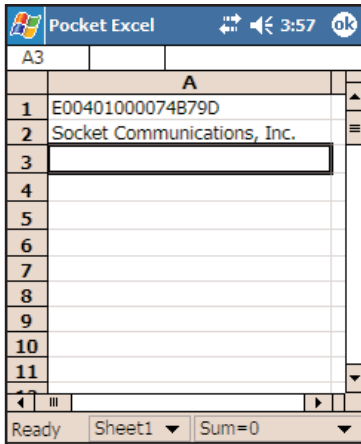 Pocket Excel 3:57 ok
A3
A
1 E00401000074B79D
2 Socket Communications, Inc.
3
4
5
6
7
8
9
10
11
Ready Sheet1 Sum=0